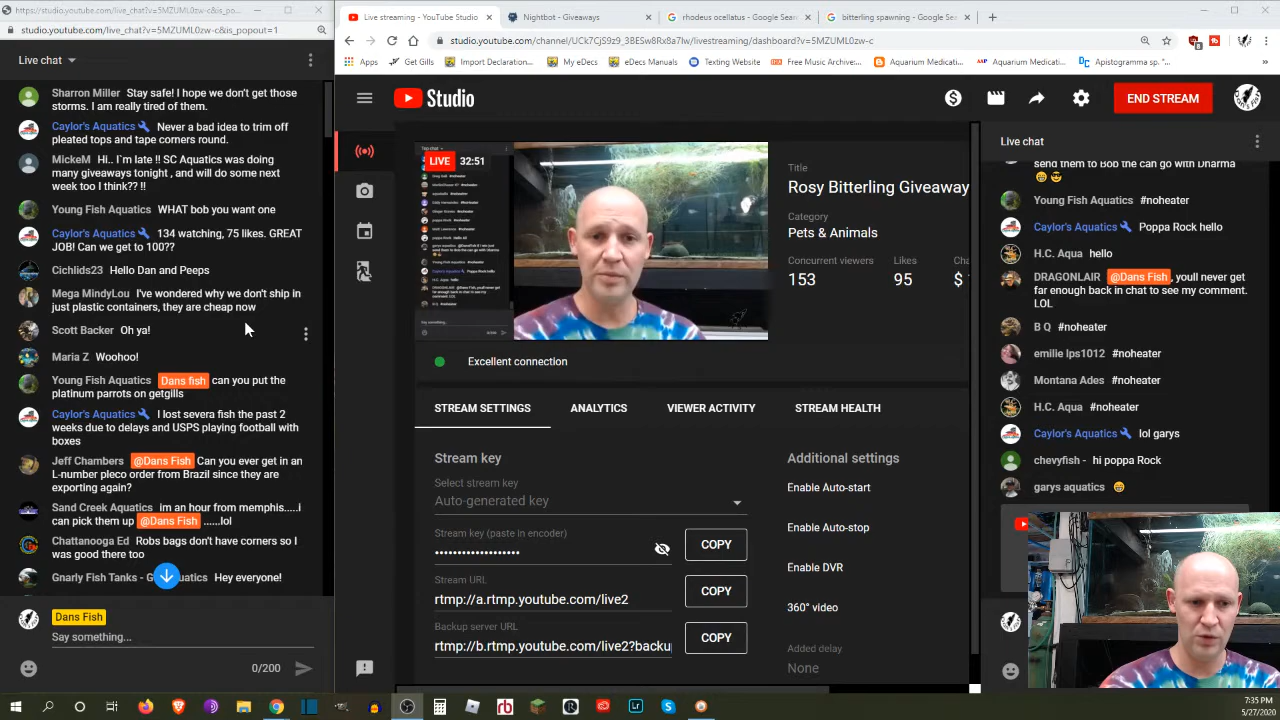 studio.youtube.com/live_chat?v=5MZUML0zw-c&is_po...
studio.youtube.com/live_chat?v=5MZUML0zw-c&is_popout=1
Live chat
Sharron Miller Stay safe! I hope we don't get those
storms. I am really tired of them.
Caylor's Aquatics Never a bad idea to trim off
pleated tops and tape corners round.
MickeM Hi.. I`m late !! SC Aquatics was doing
many giveaways tonight , and will do some next
week too I think?? !!
Young Fish Aquatics WHAT bob you want one
Caylor's Aquatics 134 watching, 75 likes. GREAT
JOB! Can we get to 100??
Cichlids23 Hello Dan and Peeps
Mega MindyLou I've wondered why we don't ship in
just plastic containers, they are cheap now
Scott Backer Oh ya!
Maria Z Woohoo!
Young Fish Aquatics Dans fish can you put the
platinum parrots on getgills
Caylor's Aquatics I lost severa fish the past 2
weeks due to delays and USPS playing football with
boxes
Jeff Chambers @Dans Fish Can you ever get in an
L-number pleco order from Brazil since they are
exporting again?
Sand Creek Aquatics im an hour from memphis.....i
can pick them up @Dans Fish ......lol
Chattanooga Ed Robs bags don't have corners so I
was good there too
Gnarly Fish Tanks - G Aquatics Hey everyone!
Dans Fish
Say something...
0/200
Live streaming - YouTube Studio
Nightbot - Giveaways
rhodeus ocellatus - Google Sea
bitterling spawning - Google Sea
studio.youtube.com/channel/UCk7CjS9z9_3BESw8Rx8a7lw/livestreaming/dashboard?v=5MZUML0zw-c
Apps
Get Gills
Import Declaration...
My eDecs
eDecs Manuals
Texting Website
Free Music Archive:...
Aquarium Medicati...
Aquarium Medicati...
Apistogramma sp. "...
Studio
END STREAM
LIVE 32:51
Title
Rosy Bitterling Giveaway
Category
Pets & Animals
Concurrent viewers
153
Likes
95
$
Excellent connection
STREAM SETTINGS
ANALYTICS
VIEWER ACTIVITY
STREAM HEALTH
Stream key
Select stream key
Auto-generated key
Stream key (paste in encoder)
COPY
Stream URL
rtmp://a.rtmp.youtube.com/live2
COPY
Backup server URL
rtmp://b.rtmp.youtube.com/live2?backu
COPY
Additional settings
Enable Auto-start
Enable Auto-stop
Enable DVR
360° video
Added delay
None
Live chat
send them to Bob the can go with Dharma
Young Fish Aquatics #noheater
Caylor's Aquatics Poppa Rock hello
H.C. Aqua hello
DRAGONLAIR @Dans Fish, youll never get
far enough back in chat to see my comment.
LOL
B Q #noheater
emilie lps1012 #noheater
Montana Ades #noheater
H.C. Aqua #noheater
Caylor's Aquatics lol garys
chevyfish - hi poppa Rock
garys aquatics
7:35 PM
5/27/2020